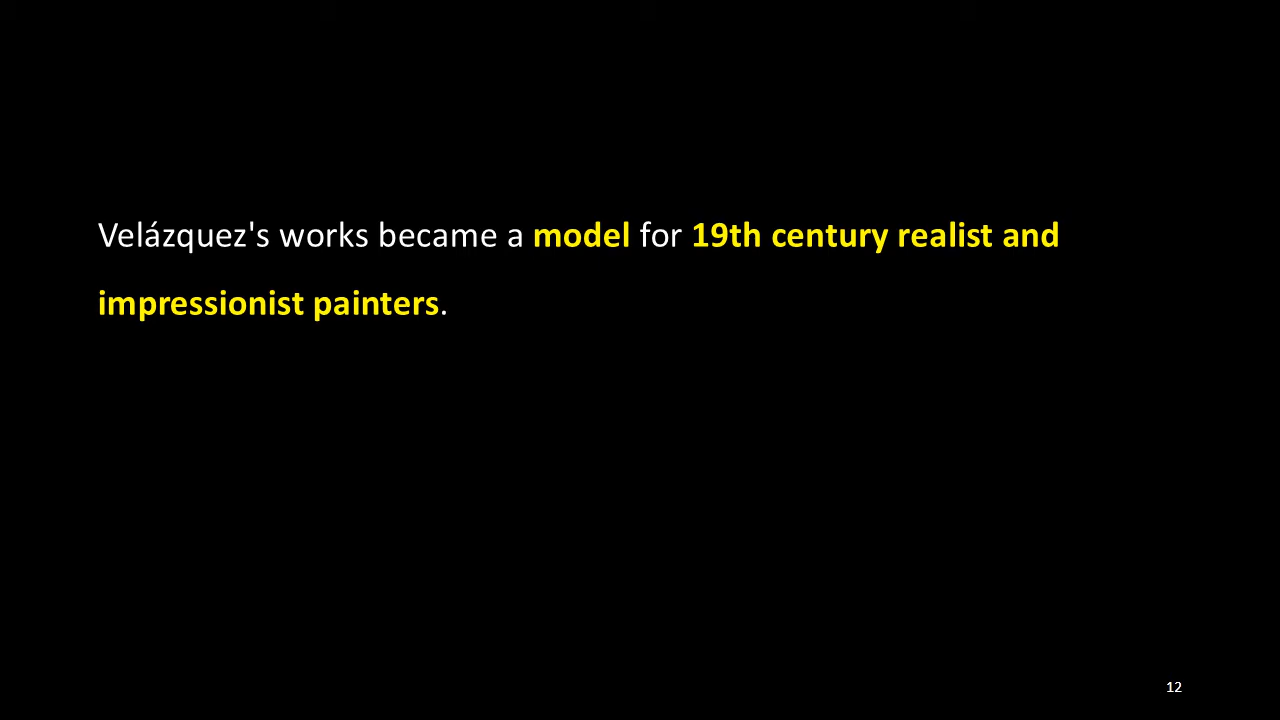 Velázquez's works became a model for 19th century realist and
impressionist painters.
12